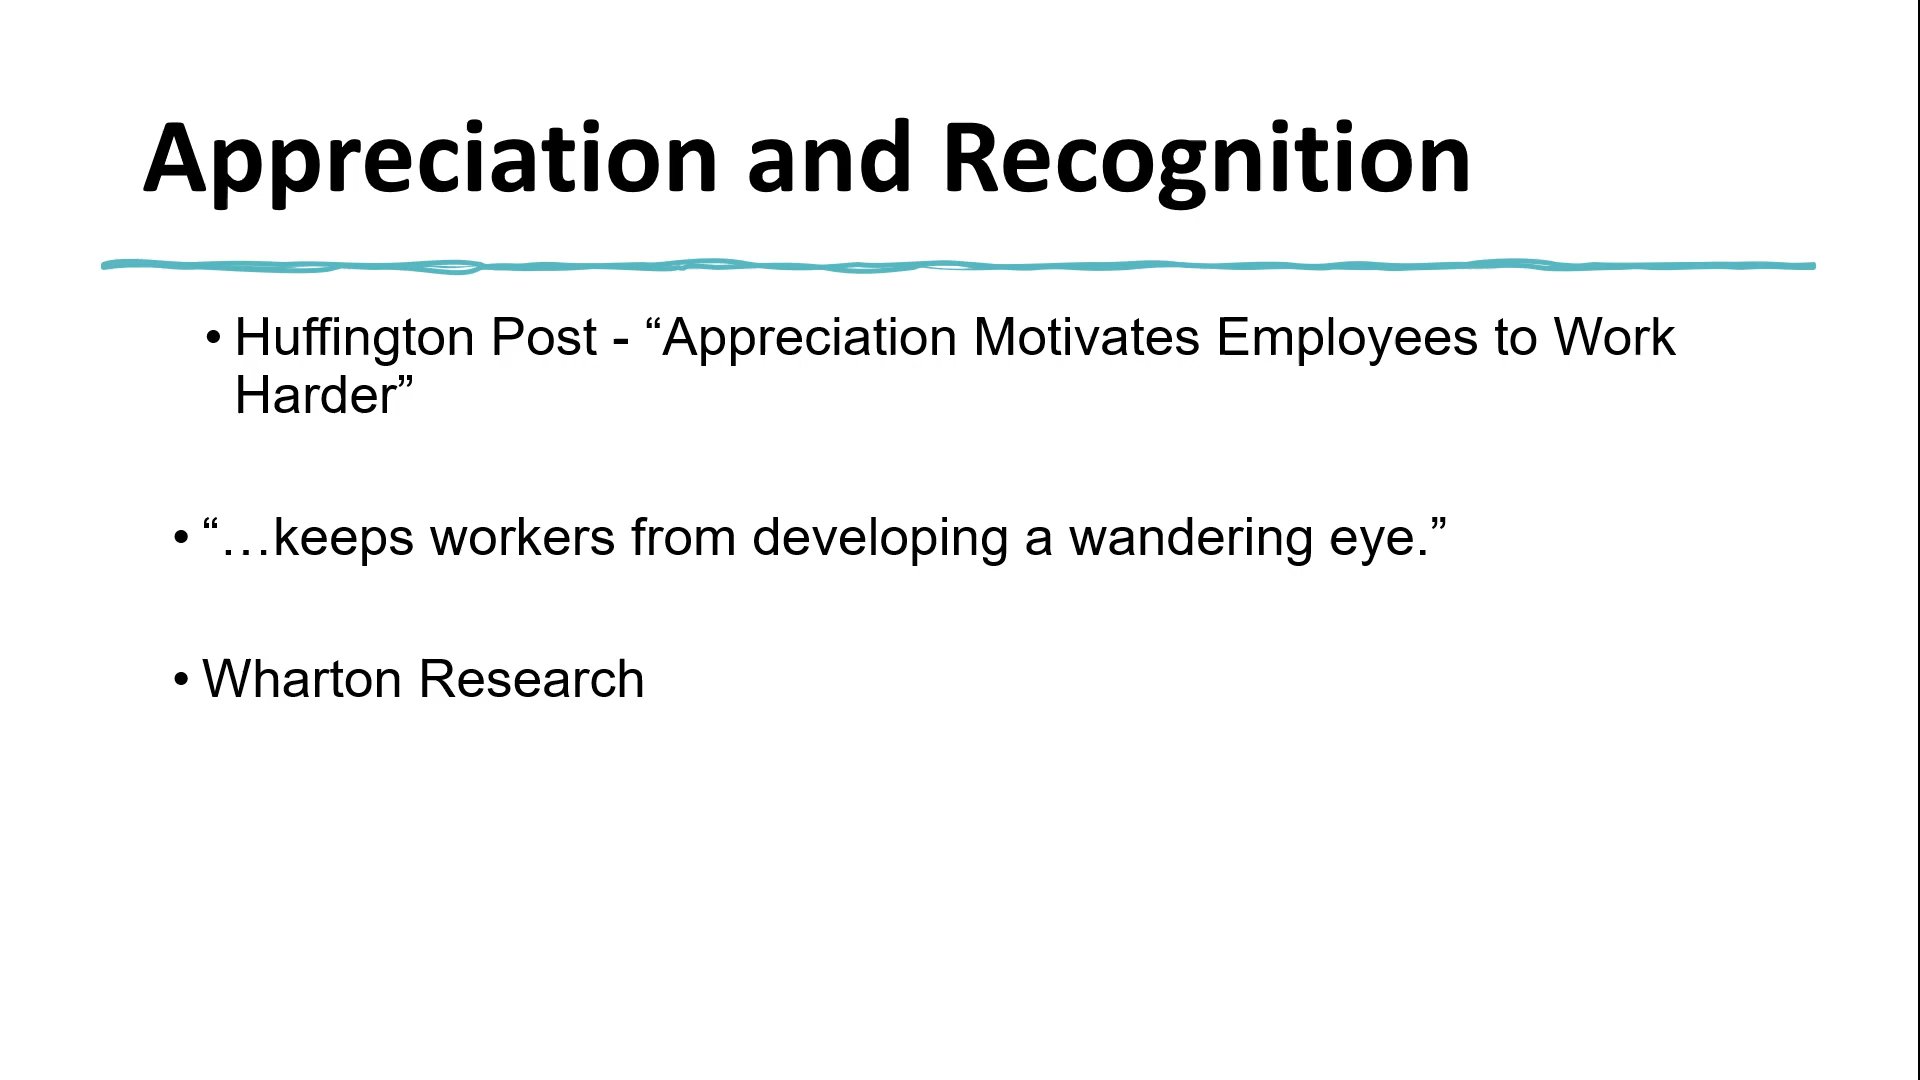 Appreciation and Recognition
• Huffington Post - “Appreciation Motivates Employees to Work
Harder”
• “…keeps workers from developing a wandering eye.”
• Wharton Research